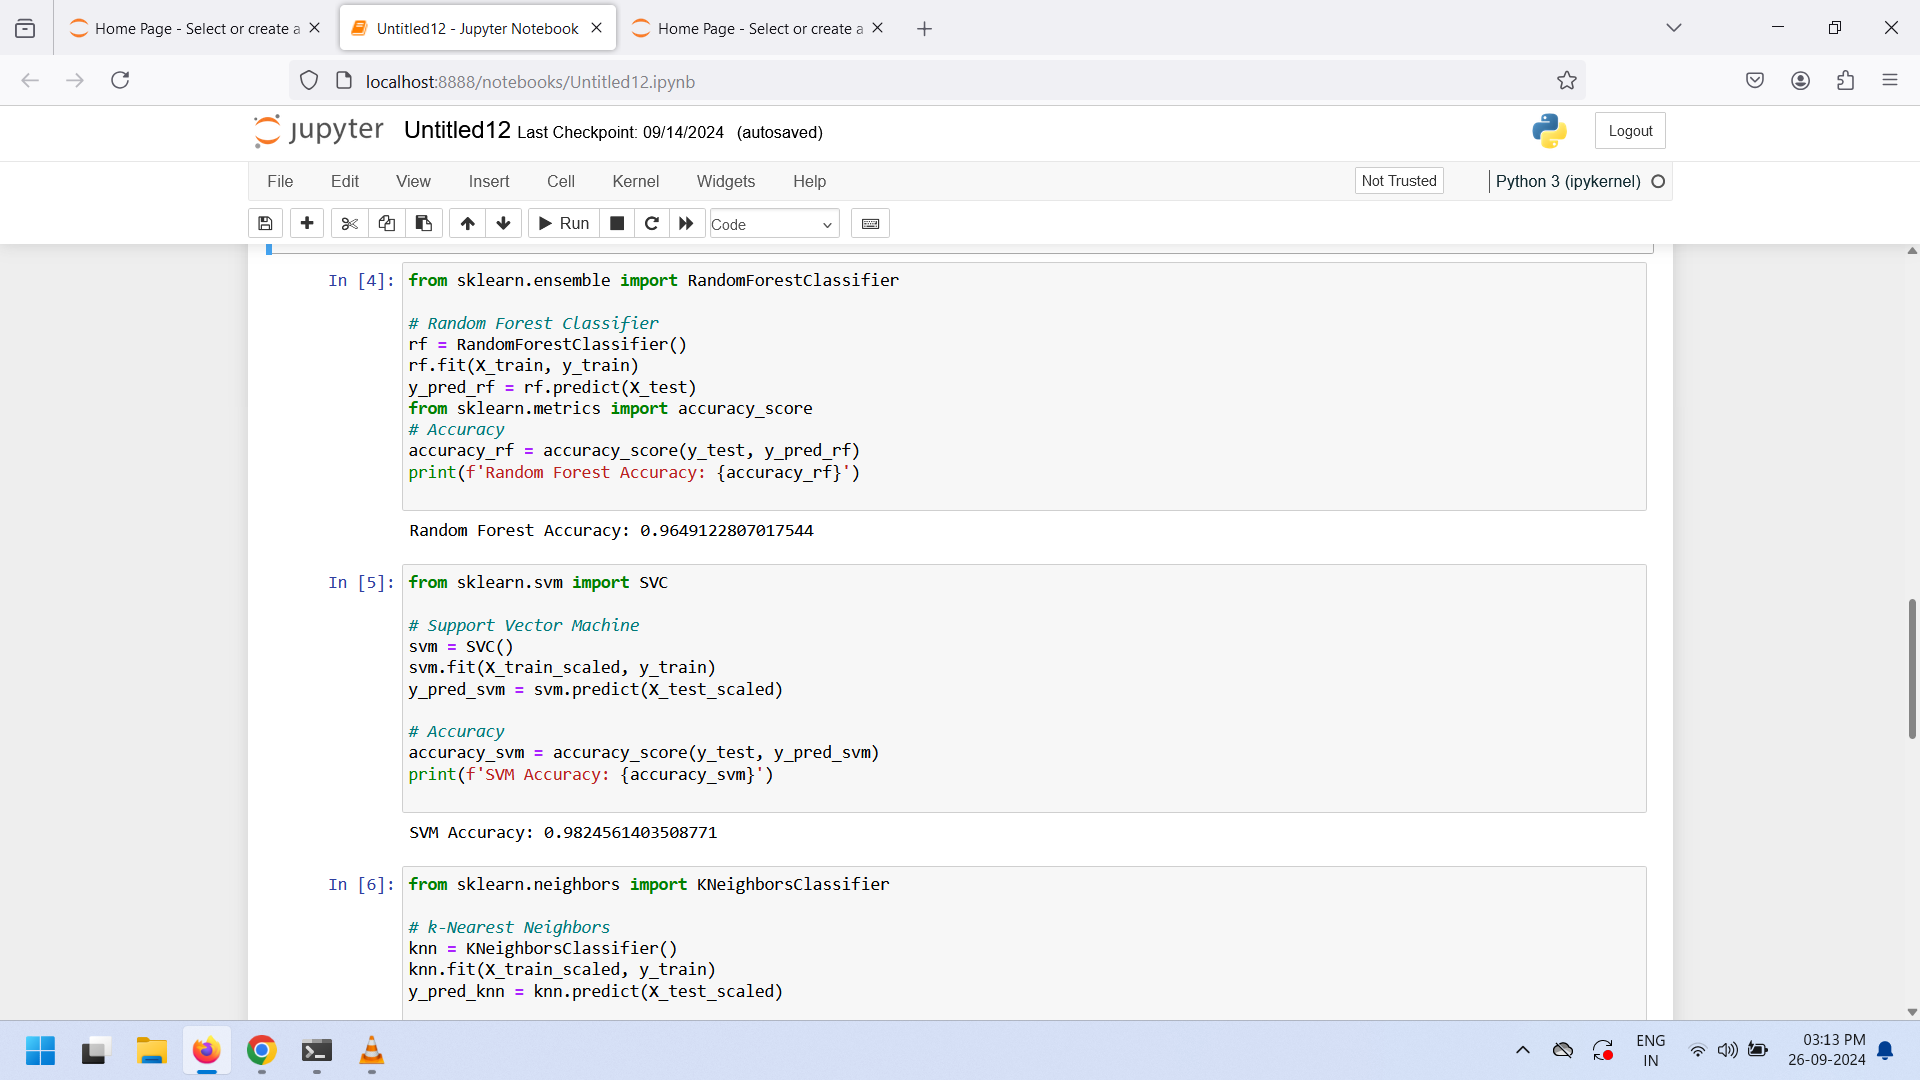 Home Page - Select or create a
Untitled12 - Jupyter Notebook
Home Page - Select or create a
localhost:8888/notebooks/Untitled12.ipynb
jupyter Untitled12 Last Checkpoint: 09/14/2024 (autosaved)
Logout
File Edit View Insert Cell Kernel Widgets Help
Not Trusted
Python 3 (ipykernel)
Run
Code
In [4]:
from sklearn.ensemble import RandomForestClassifier
# Random Forest Classifier
rf = RandomForestClassifier()
rf.fit(X_train, y_train)
y_pred_rf = rf.predict(X_test)
from sklearn.metrics import accuracy_score
# Accuracy
accuracy_rf = accuracy_score(y_test, y_pred_rf)
print(f'Random Forest Accuracy: {accuracy_rf}')
Random Forest Accuracy: 0.9649122807017544
In [5]:
from sklearn.svm import SVC
# Support Vector Machine
svm = SVC()
svm.fit(X_train_scaled, y_train)
y_pred_svm = svm.predict(X_test_scaled)
# Accuracy
accuracy_svm = accuracy_score(y_test, y_pred_svm)
print(f'SVM Accuracy: {accuracy_svm}')
SVM Accuracy: 0.9824561403508771
In [6]:
from sklearn.neighbors import KNeighborsClassifier
# k-Nearest Neighbors
knn = KNeighborsClassifier()
knn.fit(X_train_scaled, y_train)
y_pred_knn = knn.predict(X_test_scaled)
ENG
IN
03:13 PM
26-09-2024